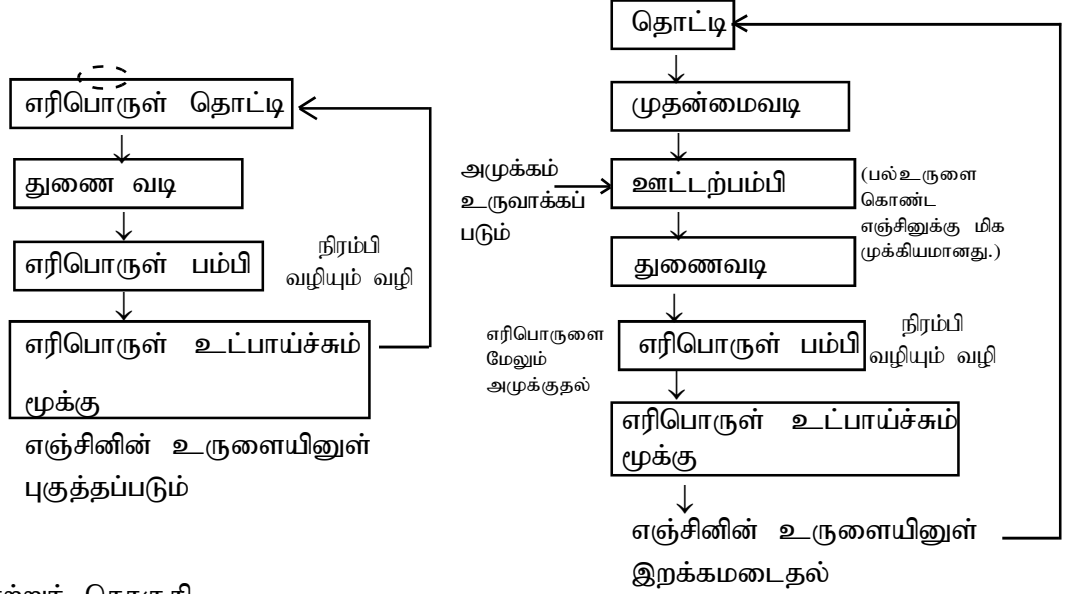 எரிபொருள் தொட்டி
துணை வடி
எரிபொருள் பம்பி
நிரம்பி
வழியும் வழி
எரிபொருள் உட்பாய்ச்சும்
மூக்கு
எஞ்சினின் உருளையினுள்
புகுத்தப்படும்
தொட்டி
முதன்மைவடி
அமுக்கம்
உருவாக்கப்
படும்
ஊட்டற்பம்பி
(பல்உருளை
கொண்ட
எஞ்சினுக்கு மிக
முக்கியமானது.)
துணைவடி
எரிபொருளை
மேலும்
அமுக்குதல்
எரிபொருள் பம்பி
நிரம்பி
வழியும் வழி
எரிபொருள் உட்பாய்ச்சும்
மூக்கு
எஞ்சினின் உருளையினுள்
இறக்கமடைதல்